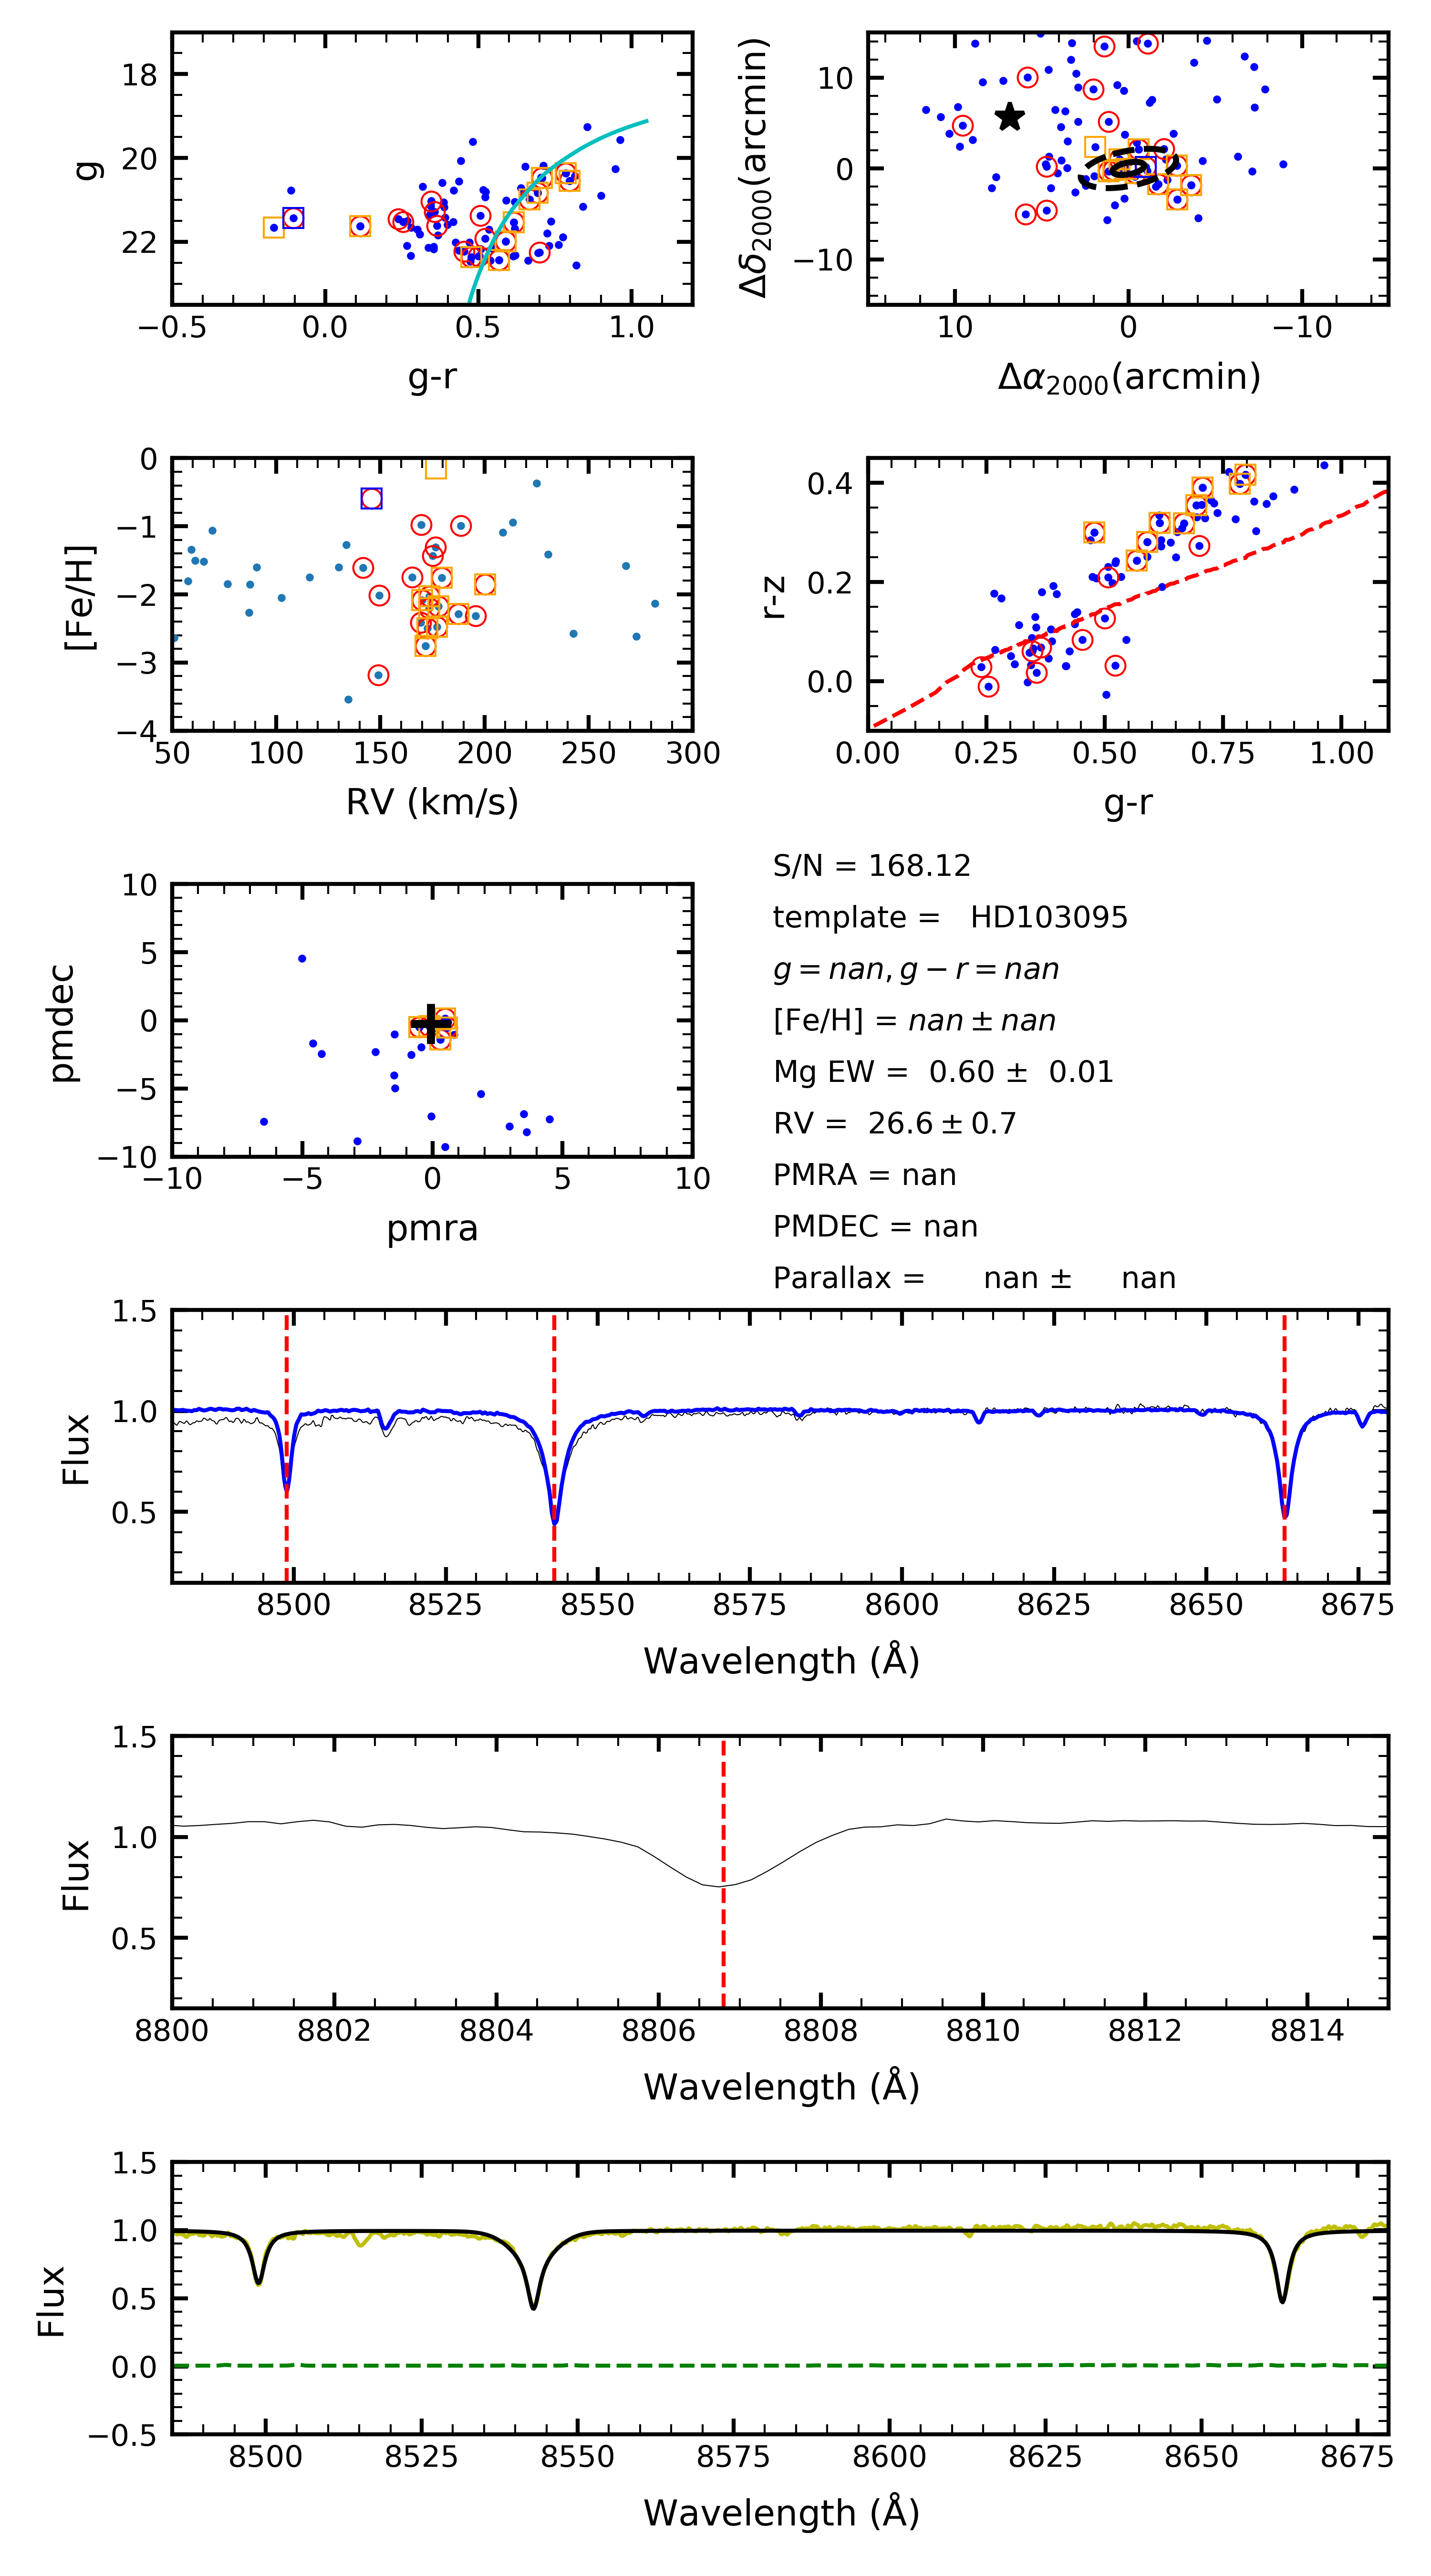 18
20
22
g
−0.5 0.0 0.5 1.0
g-r
10
0
−10
Δδ2000(arcmin)
10 0 −10
Δα2000(arcmin)
0
−1
−2
−3
−4
[Fe/H]
50 100 150 200 250 300
RV (km/s)
0.4
0.2
0.0
r-z
0.00 0.25 0.50 0.75 1.00
g-r
10
5
0
−5
−10
pmdec
−10 −5 0 5 10
pmra
S/N = 168.12
template = HD103095
g = nan, g − r = nan
[Fe/H] = nan ± nan
Mg EW = 0.60 ± 0.01
RV = 26.6 ± 0.7
PMRA = nan
PMDEC = nan
Parallax = nan ± nan
1.5
1.0
0.5
Flux
8500 8525 8550 8575 8600 8625 8650 8675
Wavelength (Å)
1.5
1.0
0.5
Flux
8800 8802 8804 8806 8808 8810 8812 8814
Wavelength (Å)
1.5
1.0
0.5
0.0
−0.5
Flux
8500 8525 8550 8575 8600 8625 8650 8675
Wavelength (Å)